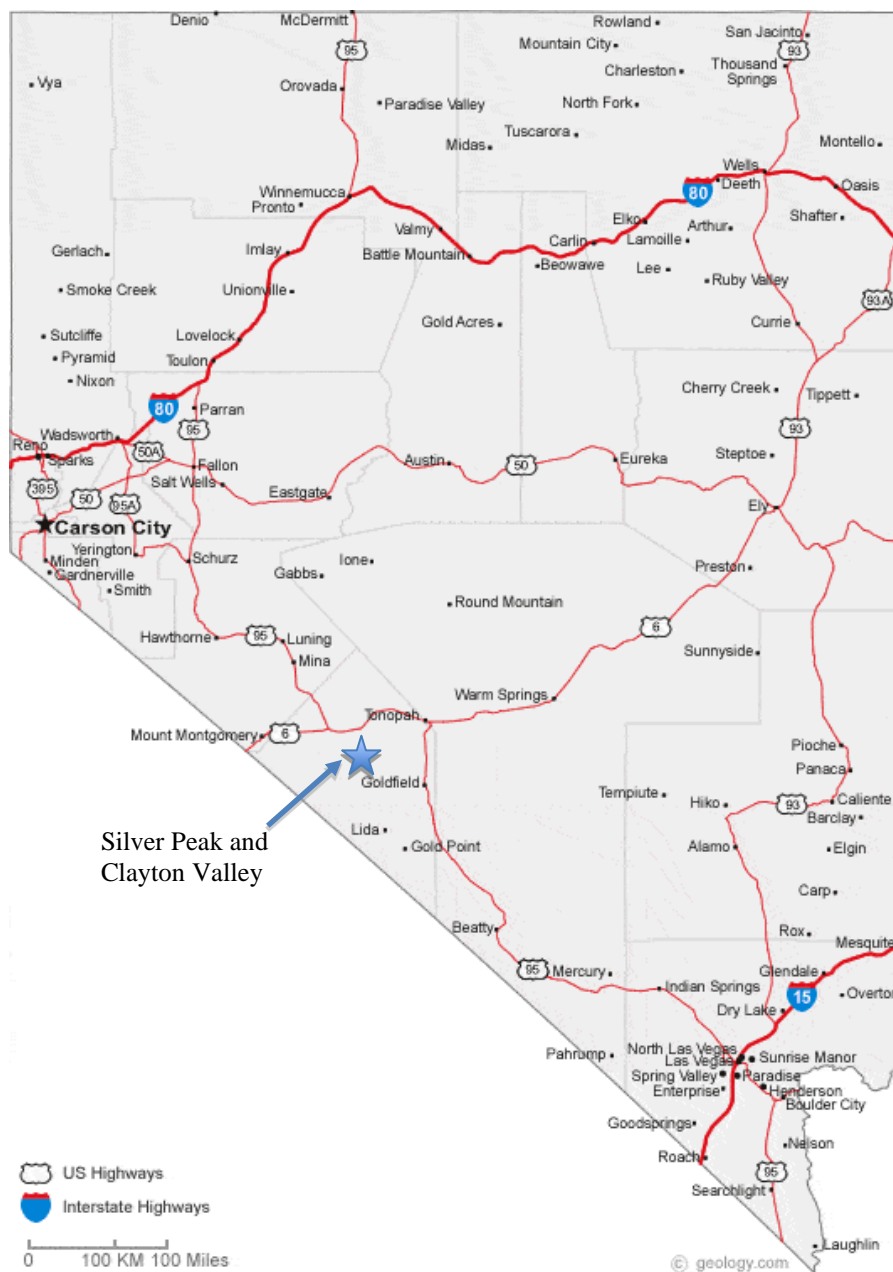 Denio
McDermitt
Rowland
San Jacinto
95
Mountain City
93
Vya
Orovada
Charleston
Thousand
Springs
Paradise Valley
North Fork
Tuscarora
Midas
Montello
Wells
Winnemucca
Pronto
80
Deeth
Oasis
Valmy
Elko
Arthur
Shafter
Gerlach
Imlay
Battle Mountain
Carlin
Lamoille
Beowawe
Lee
Ruby Valley
Smoke Creek
Unionville
93A
Sutcliffe
Lovelock
Gold Acres
Currie
Pyramid
Toulon
Nixon
Cherry Creek
Tippett
80
Parran
95
93
Wadsworth
Reno
Sparks
50A
Fallon
Austin
50
Eureka
Steptoe
395
50
95A
Salt Wells
Eastgate
Ely
Carson City
Yerington
Minden
Schurz
Ione
Preston
Gardnerville
Gabbs
Smith
Round Mountain
Hawthorne
95
Luning
6
Sunnyside
Mina
Warm Springs
Tonopah
Mount Montgomery
6
Pioche
Panaca
Goldfield
Tempiute
Hiko
93
Caliente
Barclay
Silver Peak and
Clayton Valley
Lida
Gold Point
Alamo
Elgin
Carp
Beatty
Rox
Mesquite
95
Mercury
Glendale
Indian Springs
15
Overton
Dry Lake
Pahrump
North Las Vegas
Las Vegas
Sunrise Manor
Spring Valley
Paradise
Enterprise
Henderson
Boulder City
Goodsprings
Nelson
Roach
95
Searchlight
US Highways
Interstate Highways
Laughlin
0 100 KM 100 Miles
© geology.com